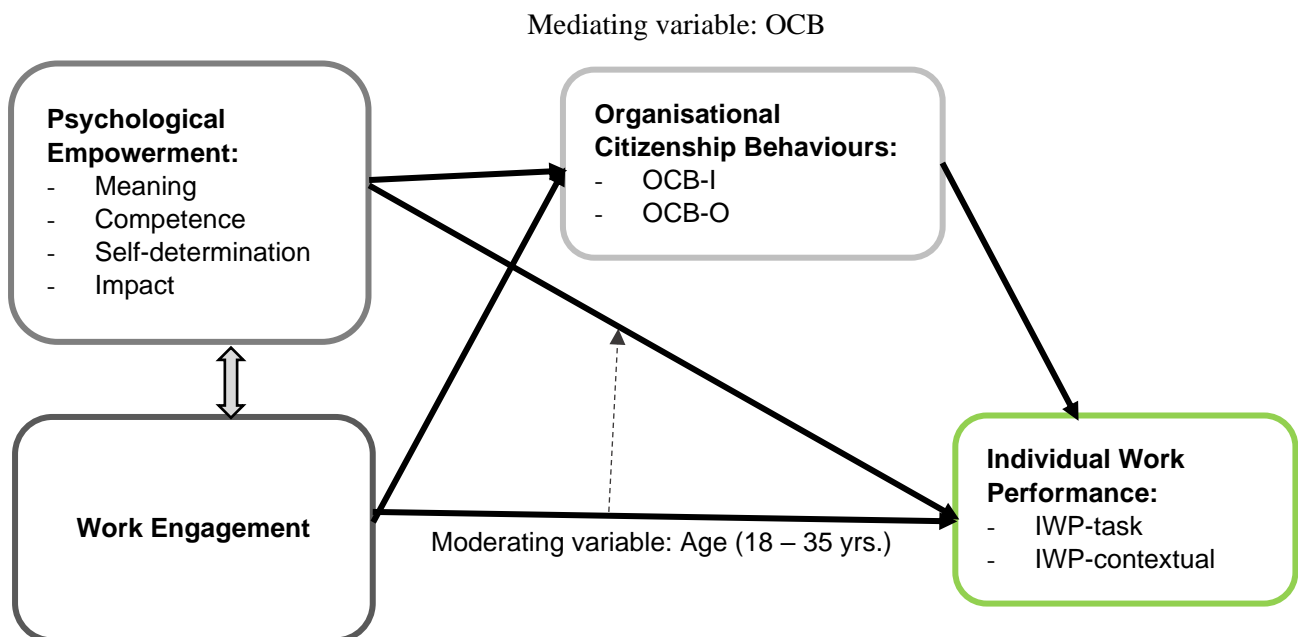 Mediating variable: OCB
Psychological
Empowerment:
- Meaning
- Competence
- Self-determination
- Impact
Organisational
Citizenship Behaviours:
- OCB-I
- OCB-O
Work Engagement
Moderating variable: Age (18 – 35 yrs.)
Individual Work
Performance:
- IWP-task
- IWP-contextual